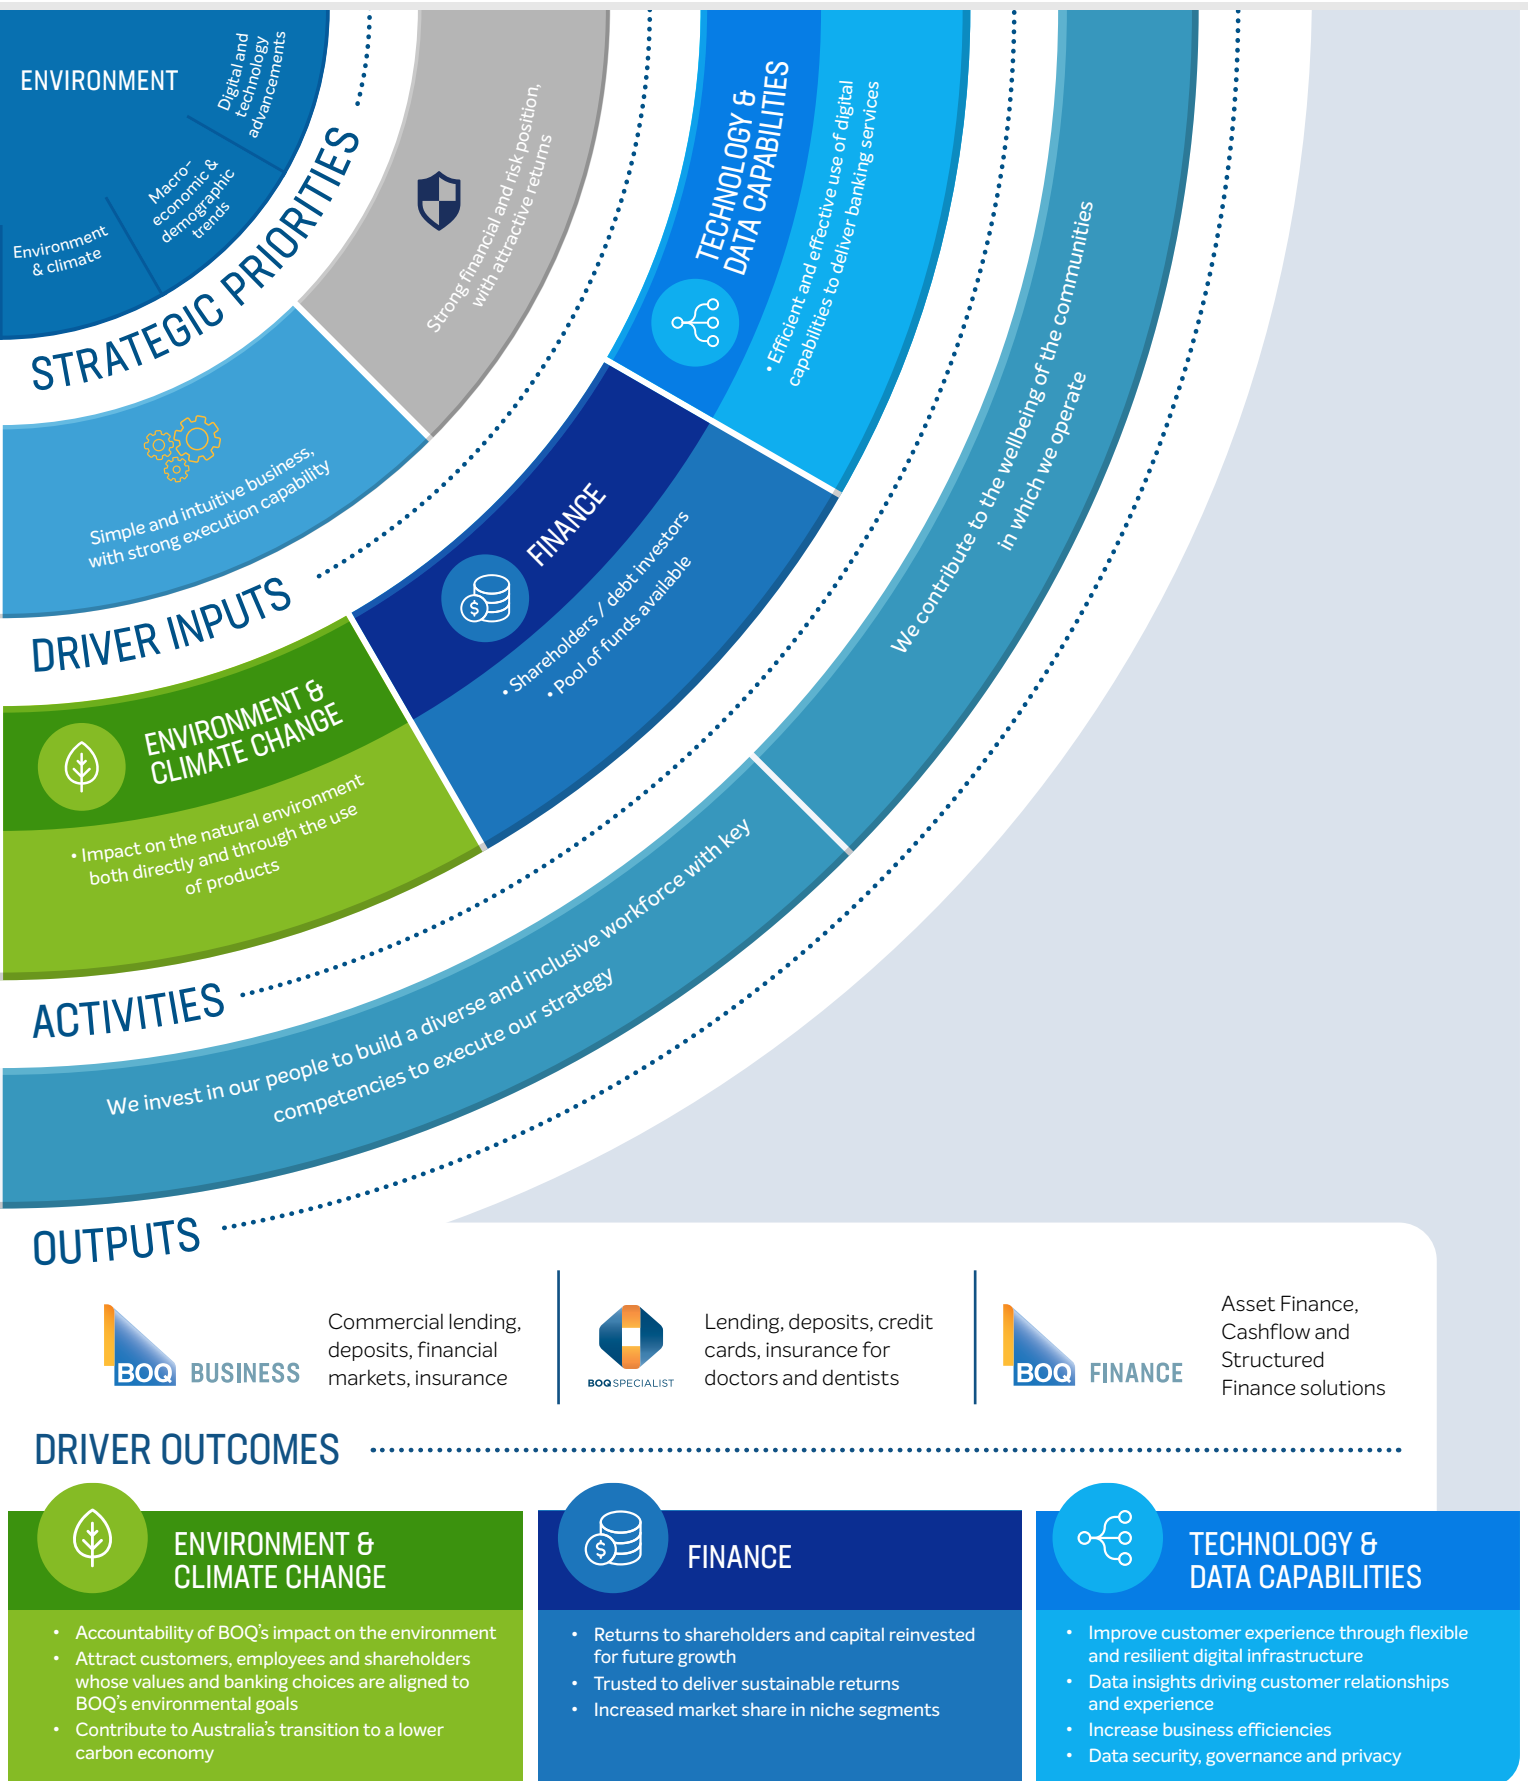 ENVIRONMENT
Digital and
technology
advancements
Macro-
economic &
demographic
trends
Environment
& climate
STRATEGIC PRIORITIES
Strong financial and risk position,
with attractive returns
Simple and intuitive business,
with strong execution capability
DRIVER INPUTS
TECHNOLOGY &
DATA CAPABILITIES
• Efficient and effective use of digital
capabilities to deliver banking services
FINANCE
• Shareholders / debt investors
• Pool of funds available
ENVIRONMENT &
CLIMATE CHANGE
• Impact on the natural environment
both directly and through the use
of products
ACTIVITIES
We contribute to the wellbeing of the communities
in which we operate
We invest in our people to build a diverse and inclusive workforce with key
competencies to execute our strategy
OUTPUTS
BOQ BUSINESS
Commercial lending,
deposits, financial
markets, insurance
BOQ SPECIALIST
Lending, deposits, credit
cards, insurance for
doctors and dentists
BOQ FINANCE
Asset Finance,
Cashflow and
Structured
Finance solutions
DRIVER OUTCOMES
ENVIRONMENT &
CLIMATE CHANGE
• Accountability of BOQ's impact on the environment
• Attract customers, employees and shareholders
whose values and banking choices are aligned to
BOQ's environmental goals
• Contribute to Australia's transition to a lower
carbon economy
$
FINANCE
• Returns to shareholders and capital reinvested
for future growth
• Trusted to deliver sustainable returns
• Increased market share in niche segments
TECHNOLOGY &
DATA CAPABILITIES
• Improve customer experience through flexible
and resilient digital infrastructure
• Data insights driving customer relationships
and experience
• Increase business efficiencies
• Data security, governance and privacy